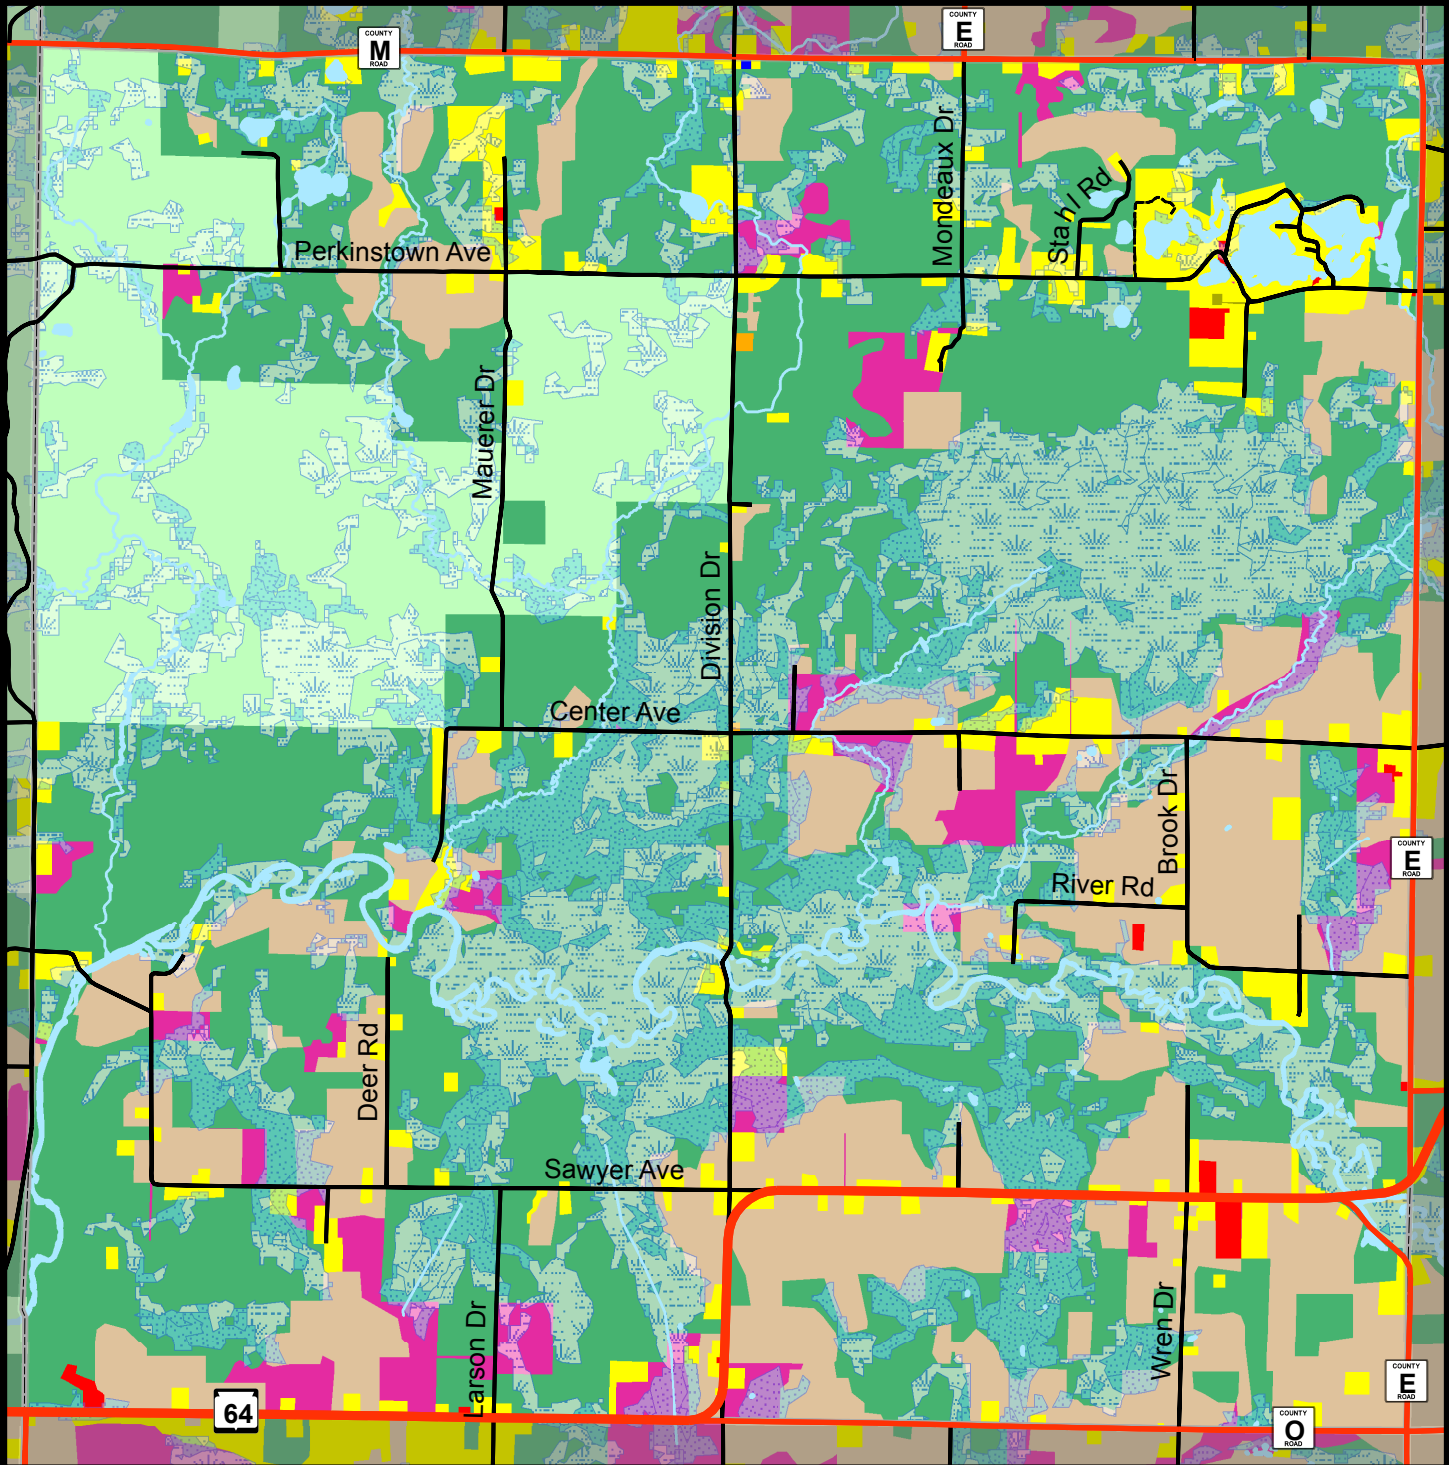 COUNTY
M
ROAD
COUNTY
E
ROAD
Mondeaux Dr
Stahl Rd
Perkinstown Ave
Mauerer Dr
Division Dr
Center Ave
Brook Dr
COUNTY
E
ROAD
River Rd
Deer Rd
Sawyer Ave
Larson Dr
Wren Dr
COUNTY
E
ROAD
64
COUNTY
O
ROAD